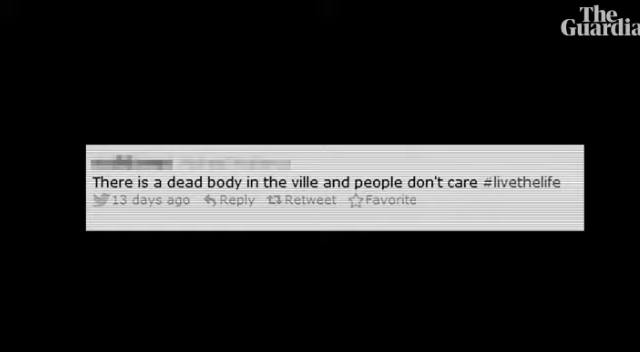 The
Guardia
There is a dead body in the ville and people don't care #livethelife
13 days ago Reply Retweet Favorite